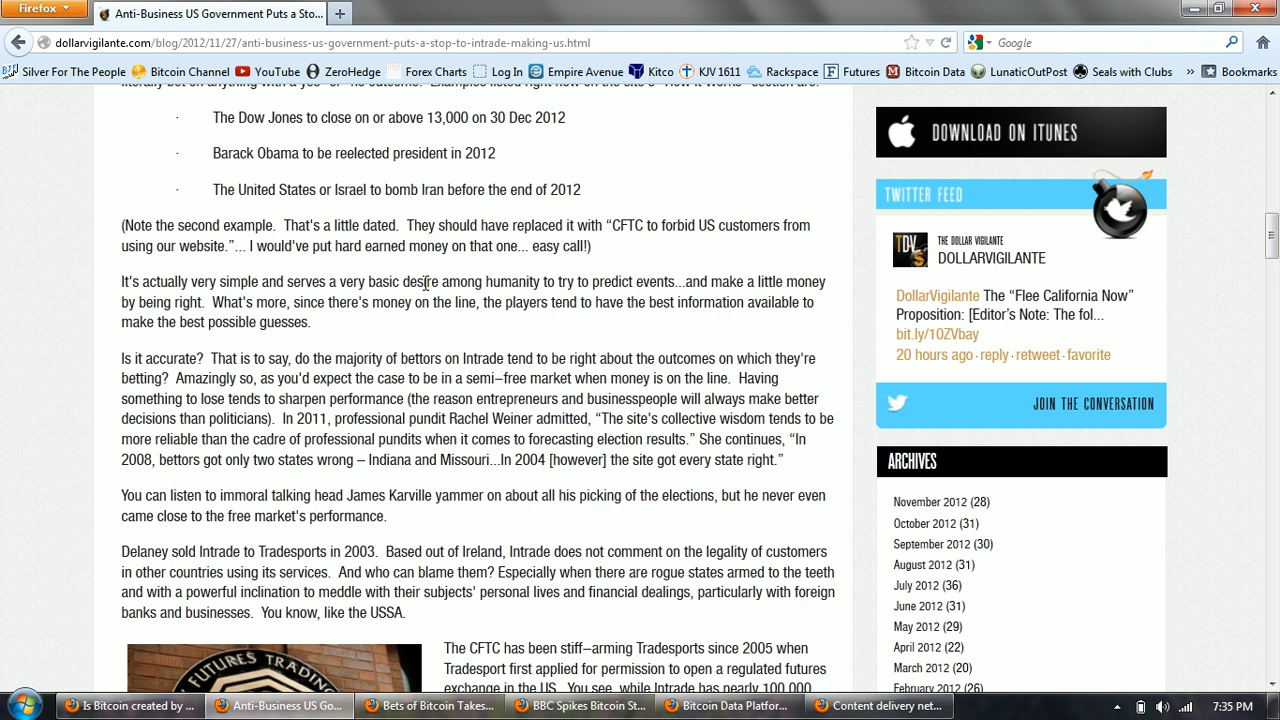 Firefox
Anti-Business US Government Puts a Sto...
dollarvigilante.com/blog/2012/11/27/anti-business-us-government-puts-a-stop-to-intrade-making-us.html
Google
Silver For The People
Bitcoin Channel
YouTube
ZeroHedge
Forex Charts
Log In
Empire Avenue
Kitco
KJV 1611
Rackspace
Futures
Bitcoin Data
LunaticOutPost
Seals with Clubs
»
Bookmarks
· The Dow Jones to close on or above 13,000 on 30 Dec 2012
· Barack Obama to be reelected president in 2012
· The United States or Israel to bomb Iran before the end of 2012
(Note the second example. That's a little dated. They should have replaced it with “CFTC to forbid US customers from
using our website.”... I would've put hard earned money on that one... easy call!)
It's actually very simple and serves a very basic desire among humanity to try to predict events...and make a little money
by being right. What's more, since there's money on the line, the players tend to have the best information available to
make the best possible guesses.
Is it accurate? That is to say, do the majority of bettors on Intrade tend to be right about the outcomes on which they're
betting? Amazingly so, as you'd expect the case to be in a semi–free market when money is on the line. Having
something to lose tends to sharpen performance (the reason entrepreneurs and businesspeople will always make better
decisions than politicians). In 2011, professional pundit Rachel Weiner admitted, “The site's collective wisdom tends to be
more reliable than the cadre of professional pundits when it comes to forecasting election results.” She continues, “In
2008, bettors got only two states wrong – Indiana and Missouri...In 2004 [however] the site got every state right.”
You can listen to immoral talking head James Karville yammer on about all his picking of the elections, but he never even
came close to the free market's performance.
Delaney sold Intrade to Tradesports in 2003. Based out of Ireland, Intrade does not comment on the legality of customers
in other countries using its services. And who can blame them? Especially when there are rogue states armed to the teeth
and with a powerful inclination to meddle with their subjects' personal lives and financial dealings, particularly with foreign
banks and businesses. You know, like the USSA.
FUTURES TRADING
The CFTC has been stiff–arming Tradesports since 2005 when
Tradesport first applied for permission to open a regulated futures
exchange in the US. You see, while Intrade has nearly 100,000
DOWNLOAD ON ITUNES
TWITTER FEED
TDV
THE DOLLAR VIGILANTE
DOLLARVIGILANTE
DollarVigilante The “Flee California Now”
Proposition: [Editor’s Note: The fol...
bit.ly/10ZVbay
20 hours ago · reply · retweet · favorite
JOIN THE CONVERSATION
ARCHIVES
November 2012 (28)
October 2012 (31)
September 2012 (30)
August 2012 (31)
July 2012 (36)
June 2012 (31)
May 2012 (29)
April 2012 (22)
March 2012 (20)
February 2012 (26)
Is Bitcoin created by ...
Anti-Business US Go...
Bets of Bitcoin Takes...
BBC Spikes Bitcoin St...
Bitcoin Data Platfor...
Content delivery net...
7:35 PM